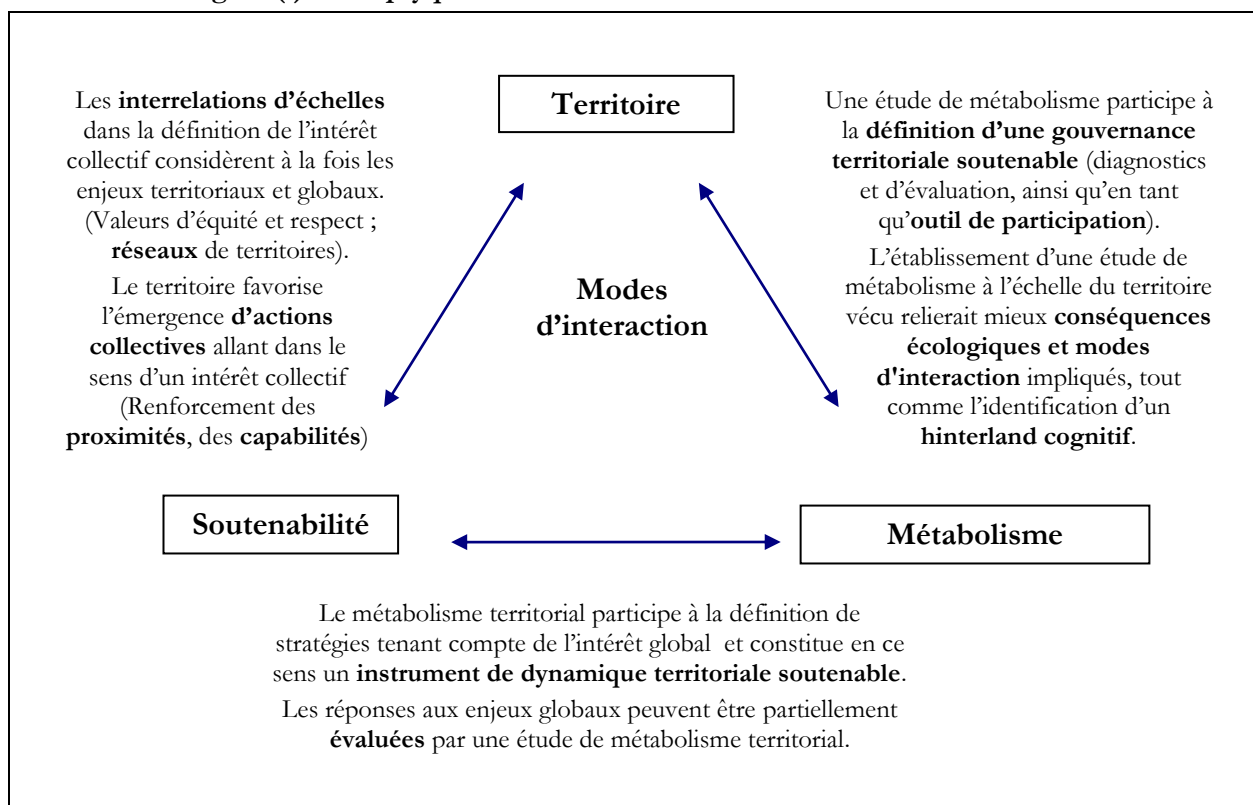 Territoire
Les interrelations d'échelles
dans la définition de l'intérêt
collectif considèrent à la fois les
enjeux territoriaux et globaux.
(Valeurs d'équité et respect ;
réseaux de territoires).
Le territoire favorise
l'émergence d'actions
collectives allant dans le
sens d'un intérêt collectif
(Renforcement des
proximités, des capabilités)
Une étude de métabolisme participe à
la définition d'une gouvernance
territoriale soutenable (diagnostics
et d'évaluation, ainsi qu'en tant
qu'outil de participation).
L'établissement d'une étude de
métabolisme à l'échelle du territoire
vécu relierait mieux conséquences
écologiques et modes
d'interaction impliqués, tout
comme l'identification d'un
hinterland cognitif.
Modes
d'interaction
Soutenabilité
Métabolisme
Le métabolisme territorial participe à la définition de
stratégies tenant compte de l'intérêt global et constitue en ce
sens un instrument de dynamique territoriale soutenable.
Les réponses aux enjeux globaux peuvent être partiellement
évaluées par une étude de métabolisme territorial.